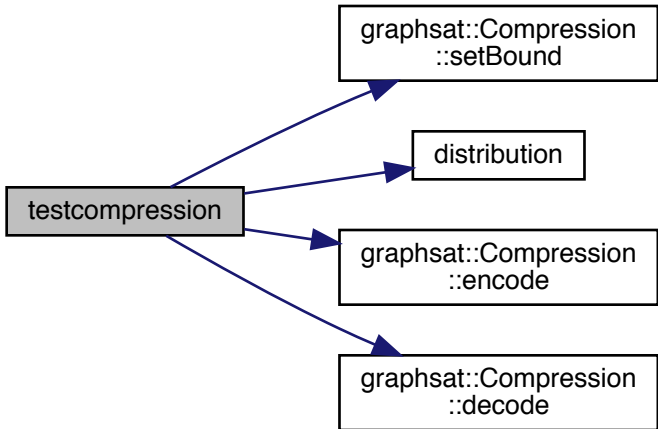 graphsat::Compression
::setBound
distribution
testcompression
graphsat::Compression
::encode
graphsat::Compression
::decode